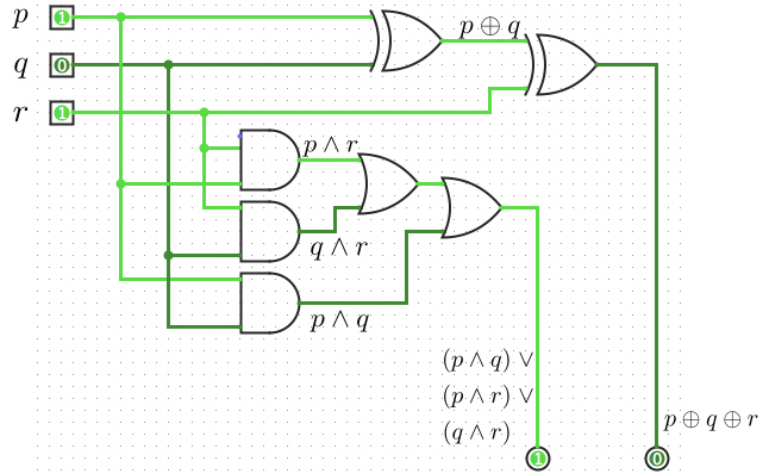 p
1
p ⊕ q
q
0
r
1
p ∧ r
q ∧ r
p ∧ q
(p ∧ q) ∨
(p ∧ r) ∨
(q ∧ r)
p ⊕ q ⊕ r
1
0